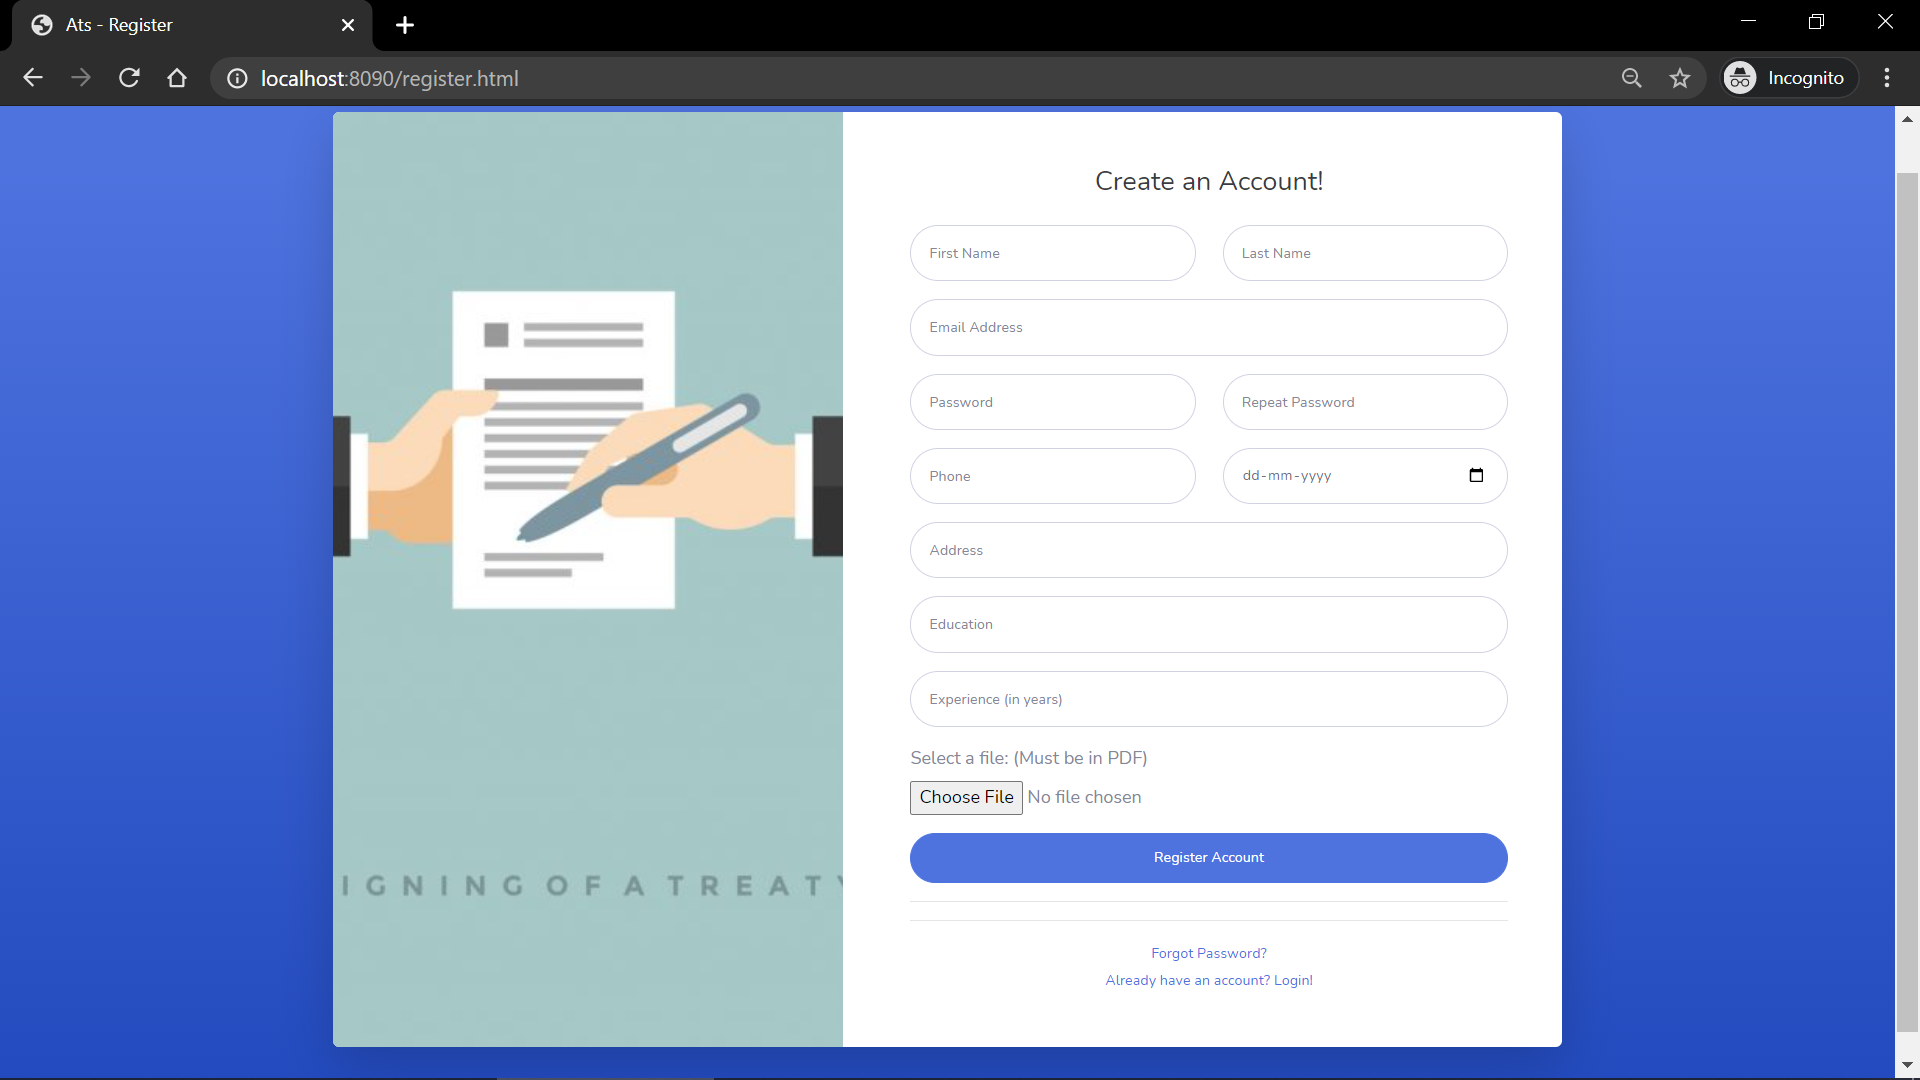 Ats - Register
localhost:8090/register.html
Incognito
Create an Account!
First Name
Last Name
Email Address
Password
Repeat Password
Phone
dd-mm-yyyy
Address
Education
Experience (in years)
Select a file: (Must be in PDF)
Choose File No file chosen
Register Account
IGNING OF A TREATY
Forgot Password?
Already have an account? Login!